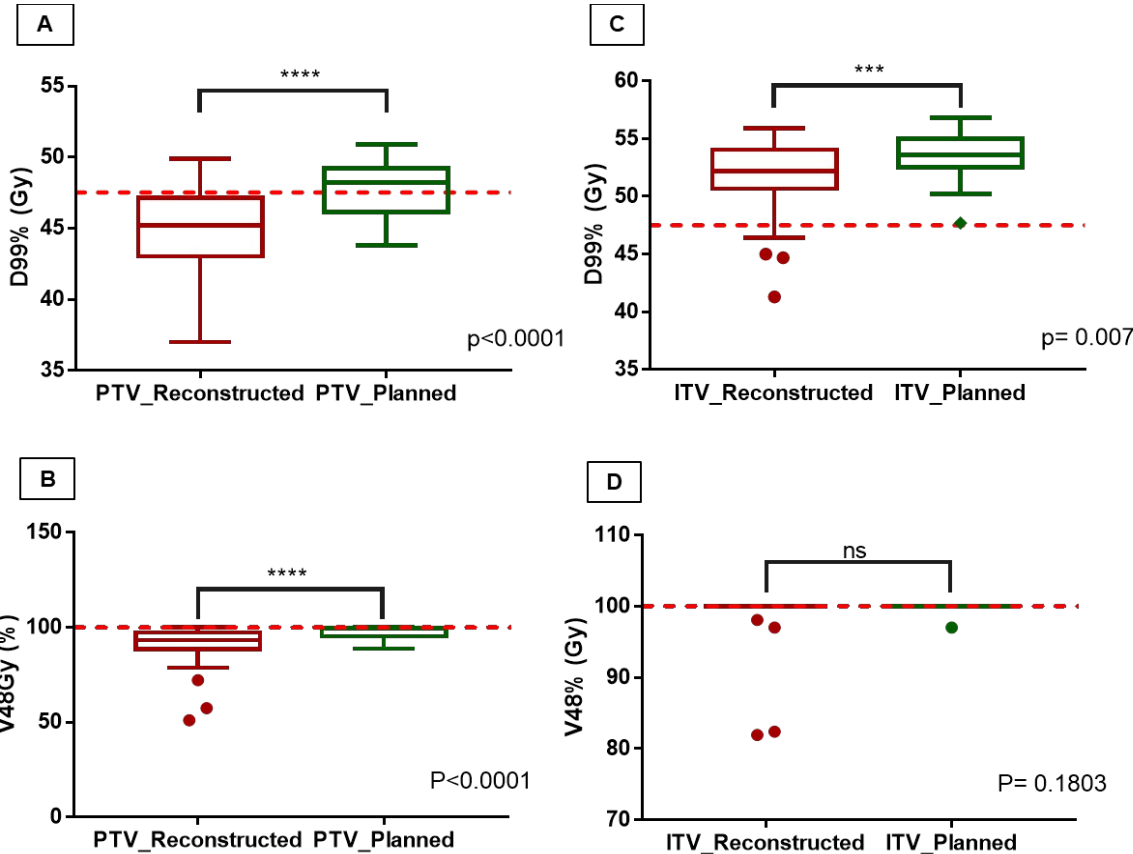 A
****
55
50
45
40
35
D99% (Gy)
p<0.0001
PTV_Reconstructed PTV_Planned
C
***
60
55
50
45
40
35
D99% (Gy)
p= 0.007
ITV_Reconstructed ITV_Planned
B
****
150
100
50
0
V48Gy (%)
P<0.0001
PTV_Reconstructed PTV_Planned
D
ns
110
100
90
80
70
V48% (Gy)
P= 0.1803
ITV_Reconstructed ITV_Planned